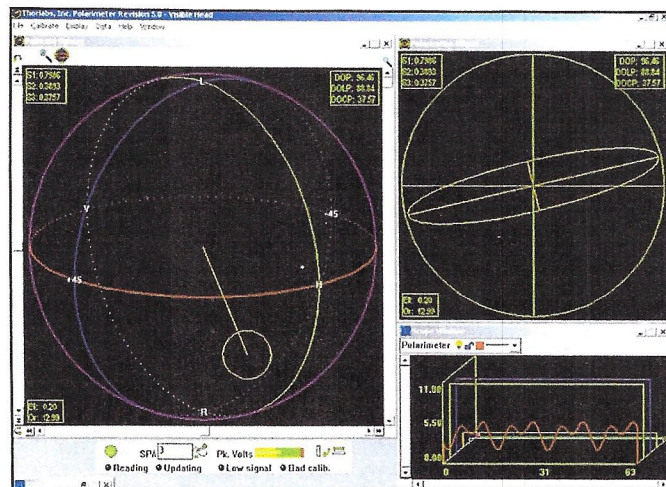 Thorlabs, Inc. Polarimeter Revision 5.0 - Visible Head
File Calibrate Display Data Help Window
S1:0.7986
S2:0.3893
S3:0.3757
DOP: 96.46
DOLP: 88.84
DOCP: 37.57
L
V
-45
+45
H
R
Ell: 0.20
Or: 12.99
S1:0.7986
S2:0.3893
S3:0.3757
DOP: 96.46
DOLP: 88.84
DOCP: 37.57
Ell: 0.20
Or: 12.99
Polarimeter
11.00
5.50
0.00
0 31 63
SPA 3 Pk. Volts
Reading Updating Low signal Bad calib.